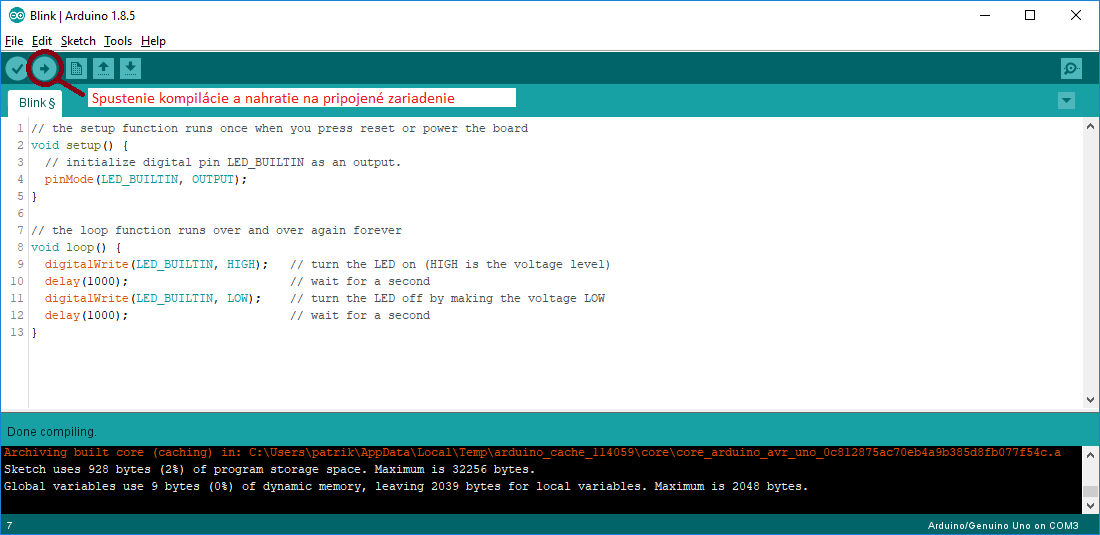 Blink | Arduino 1.8.5
File Edit Sketch Tools Help
Spustenie kompilácie a nahratie na pripojené zariadenie
Blink §
1 // the setup function runs once when you press reset or power the board
2 void setup() {
3   // initialize digital pin LED_BUILTIN as an output.
4   pinMode(LED_BUILTIN, OUTPUT);
5 }
6
7 // the loop function runs over and over again forever
8 void loop() {
9   digitalWrite(LED_BUILTIN, HIGH);   // turn the LED on (HIGH is the voltage level)
10   delay(1000);                       // wait for a second
11   digitalWrite(LED_BUILTIN, LOW);    // turn the LED off by making the voltage LOW
12   delay(1000);                       // wait for a second
13 }
Done compiling.
Archiving built core (caching) in: C:\Users\patrik\AppData\Local\Temp\arduino_cache_114059\core\core_arduino_avr_uno_0c812875ac70eb4a9b385d8fb077f54c.a
Sketch uses 928 bytes (2%) of program storage space. Maximum is 32256 bytes.
Global variables use 9 bytes (0%) of dynamic memory, leaving 2039 bytes for local variables. Maximum is 2048 bytes.
7 Arduino/Genuino Uno on COM3